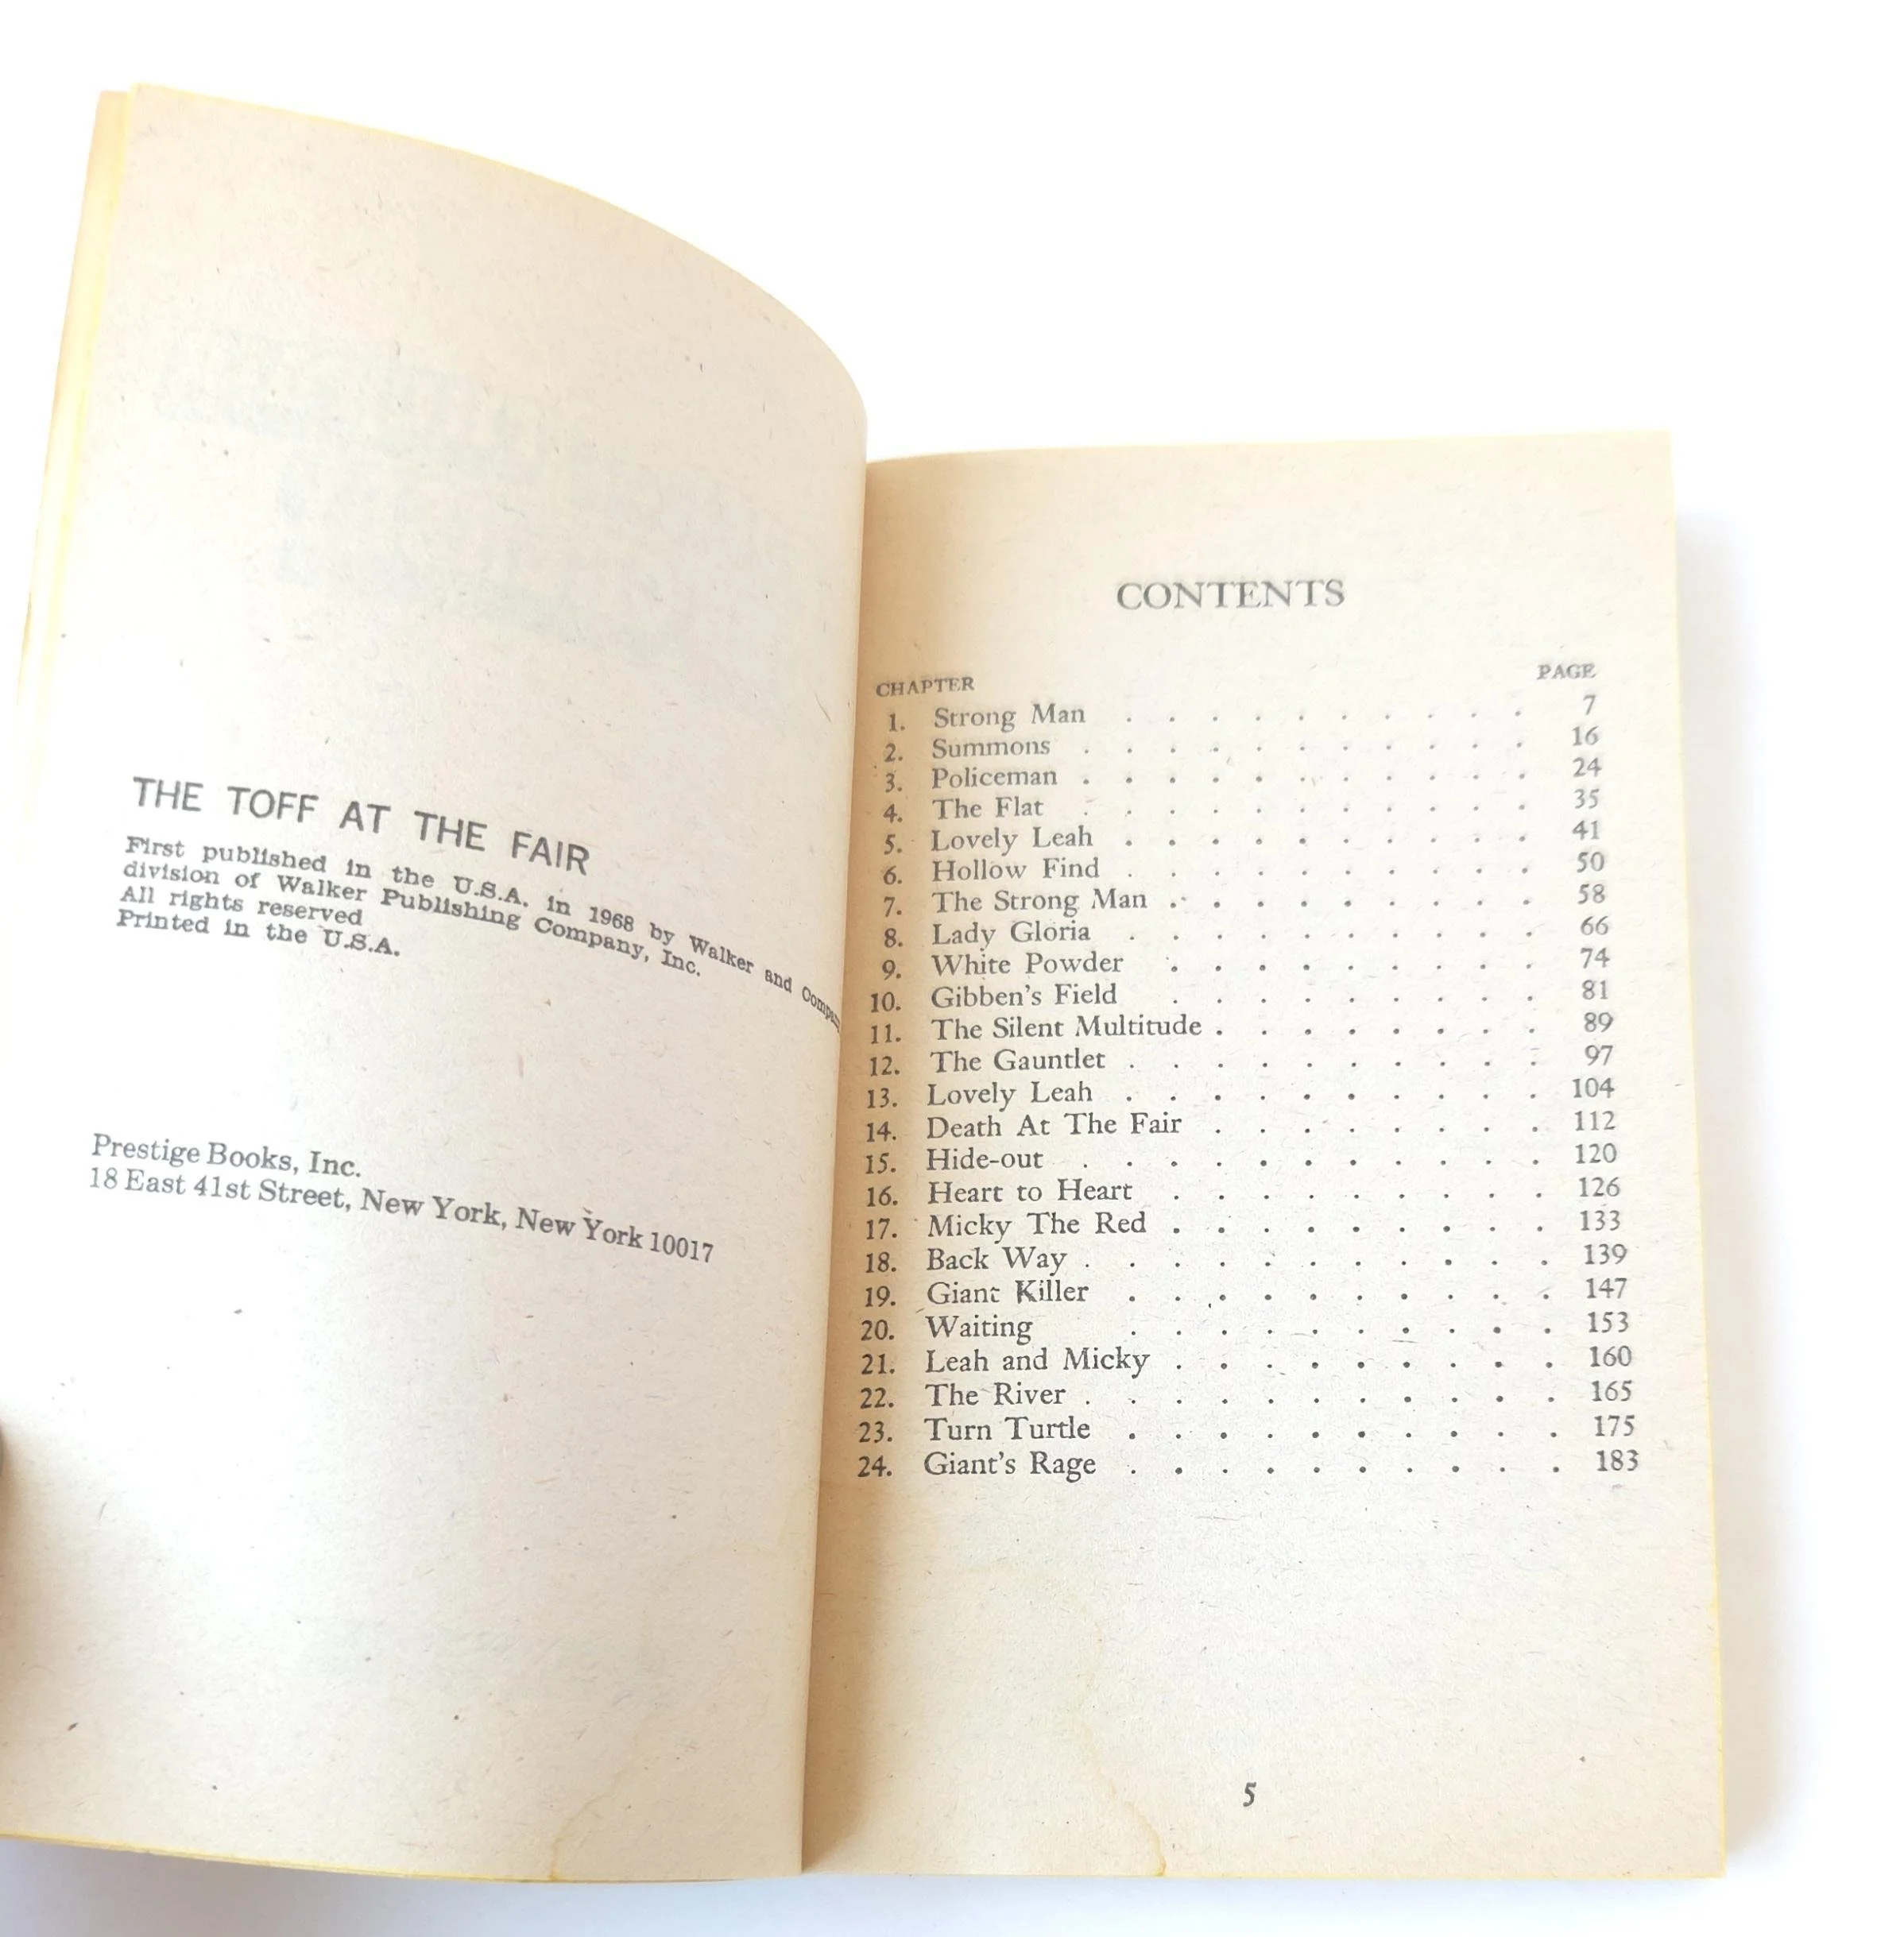 THE TOFF AT THE FAIR
First published in the U.S.A. in 1968 by Walker and Company
division of Walker Publishing Company, Inc.
All rights reserved
Printed in the U.S.A.
Prestige Books, Inc.
18 East 41st Street, New York, New York 10017
CONTENTS
CHAPTER PAGE
1. Strong Man . . . . . . . . . . 7
2. Summons . . . . . . . . . . . 16
3. Policeman . . . . . . . . . . . 24
4. The Flat . . . . . . . . . . . 35
5. Lovely Leah . . . . . . . . . . 41
6. Hollow Find . . . . . . . . . . 50
7. The Strong Man . . . . . . . . . 58
8. Lady Gloria . . . . . . . . . . 66
9. White Powder . . . . . . . . . 74
10. Gibben's Field . . . . . . . . . 81
11. The Silent Multitude . . . . . . . . 89
12. The Gauntlet . . . . . . . . . . 97
13. Lovely Leah . . . . . . . . . . 104
14. Death At The Fair . . . . . . . . 112
15. Hide-out . . . . . . . . . . . 120
16. Heart to Heart . . . . . . . . . 126
17. Micky The Red . . . . . . . . . 133
18. Back Way . . . . . . . . . . . 139
19. Giant Killer . . . . . . . . . . 147
20. Waiting . . . . . . . . . . 153
21. Leah and Micky . . . . . . . . . 160
22. The River . . . . . . . . . . . 165
23. Turn Turtle . . . . . . . . . . 175
24. Giant's Rage . . . . . . . . . . 183
5